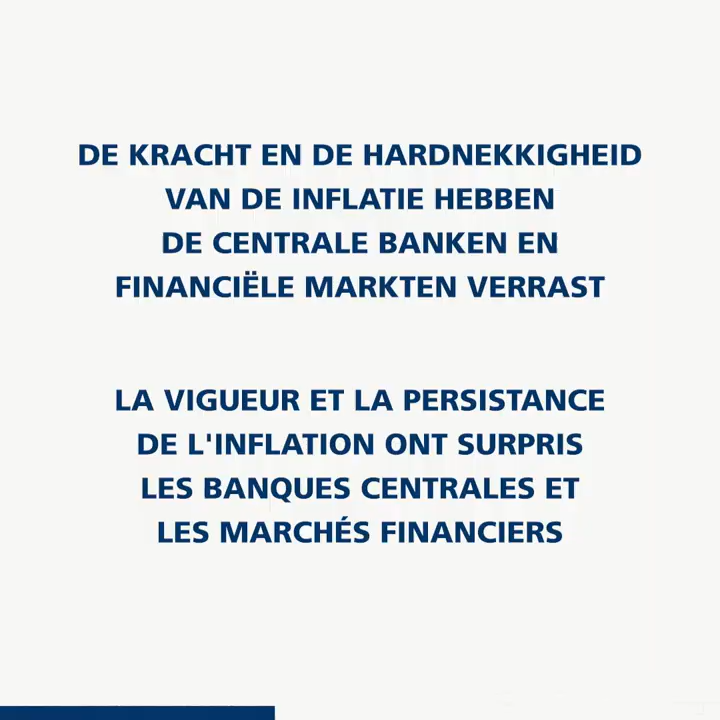 DE KRACHT EN DE HARDNEKKIGHEID
VAN DE INFLATIE HEBBEN
DE CENTRALE BANKEN EN
FINANCIËLE MARKTEN VERRAST
LA VIGUEUR ET LA PERSISTANCE
DE L'INFLATION ONT SURPRIS
LES BANQUES CENTRALES ET
LES MARCHÉS FINANCIERS